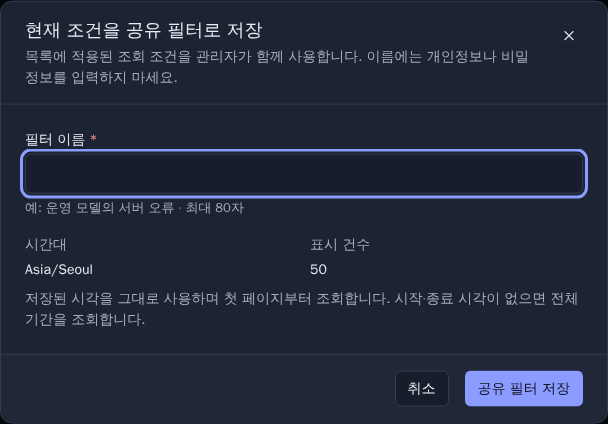 현재 조건을 공유 필터로 저장
목록에 적용된 조회 조건을 관리자가 함께 사용합니다. 이름에는 개인정보나 비밀
정보를 입력하지 마세요.
필터 이름 *
예: 운영 모델의 서버 오류 · 최대 80자
시간대
표시 건수
Asia/Seoul
50
저장된 시각을 그대로 사용하며 첫 페이지부터 조회합니다. 시작·종료 시각이 없으면 전체
기간을 조회합니다.
취소
공유 필터 저장